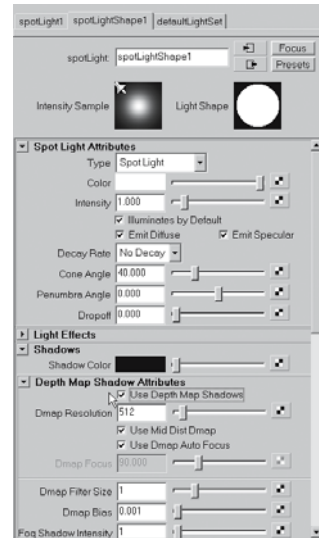 spotLight1 spotLightShape1 defaultLightSet
spotLight: spotLightShape1
Focus
Presets
Intensity Sample Light Shape
Spot Light Attributes
Type Spot Light
Color
Intensity 1.000
Illuminates by Default
Emit Diffuse Emit Specular
Decay Rate No Decay
Cone Angle 40.000
Penumbra Angle 0.000
Dropoff 0.000
Light Effects
Shadows
Shadow Color
Depth Map Shadow Attributes
Use Depth Map Shadows
Dmap Resolution 512
Use Mid Dist Dmap
Use Dmap Auto Focus
Dmap Focus 90.000
Dmap Filter Size 1
Dmap Bias 0.001
Fog Shadow Intensity 1